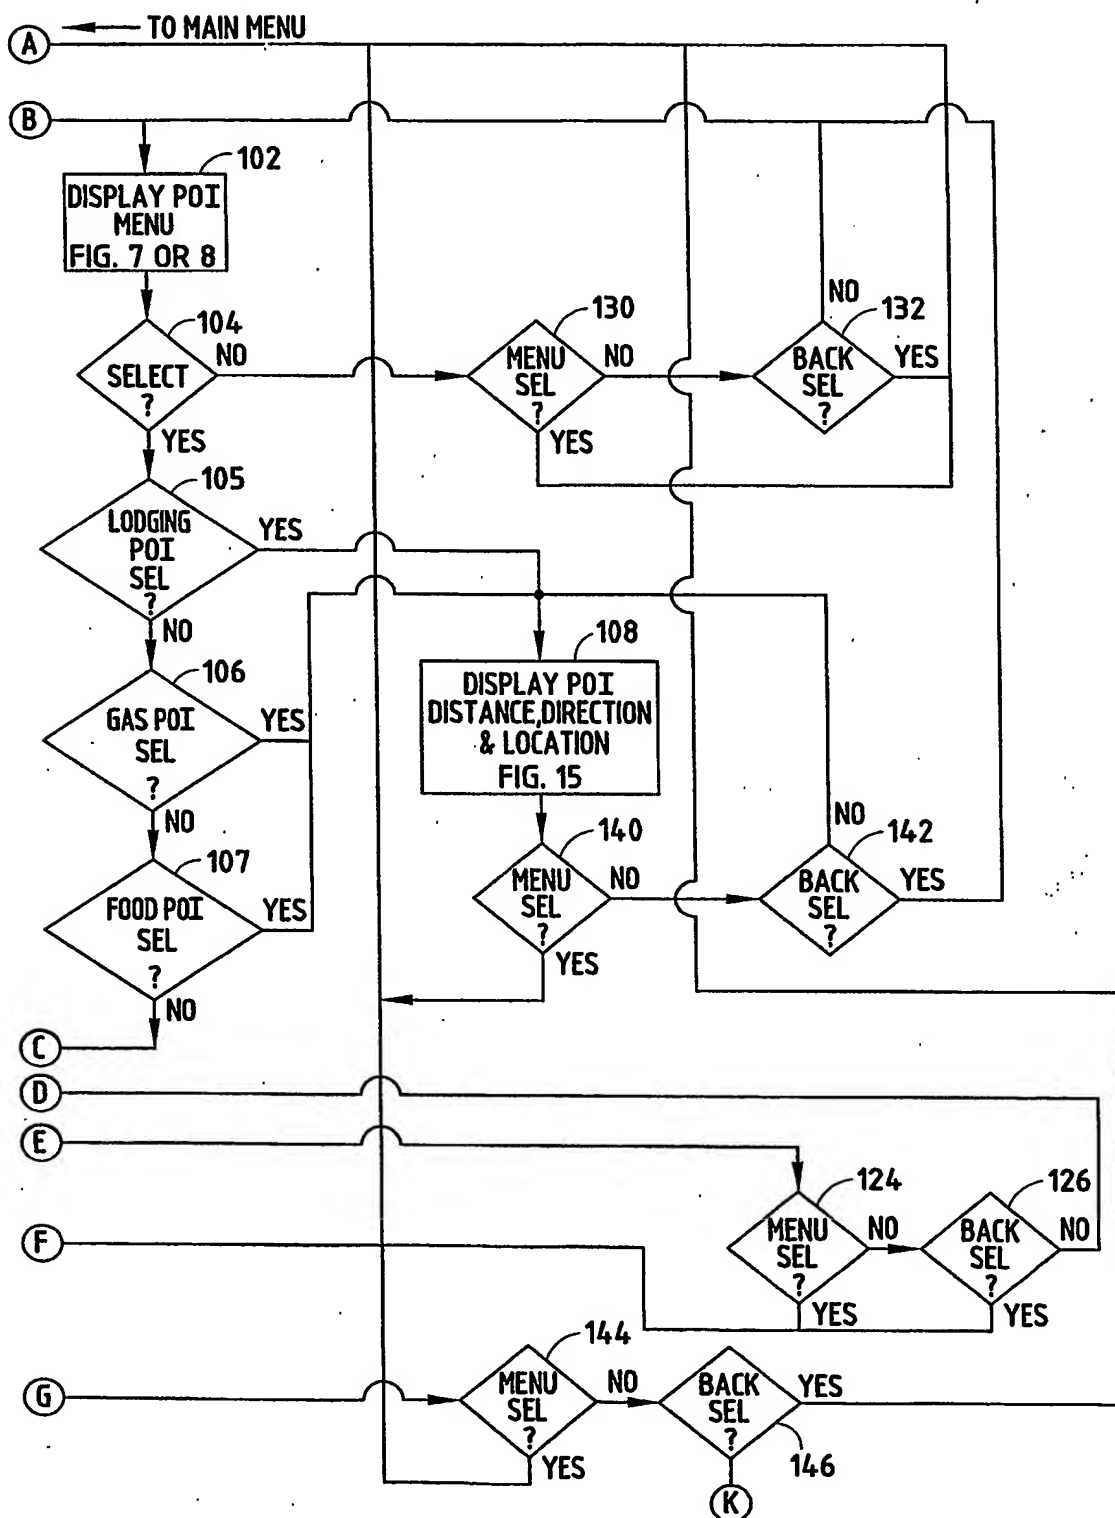 A
TO MAIN MENU
B
102
DISPLAY POI
MENU
FIG. 7 OR 8
104
SELECT
?
NO
YES
130
MENU
SEL
?
NO
YES
NO
132
BACK
SEL
?
YES
105
LODGING
POI
SEL
?
YES
NO
106
GAS POI
SEL
?
YES
NO
108
DISPLAY POI
DISTANCE,DIRECTION
& LOCATION
FIG. 15
107
FOOD POI
SEL
?
YES
NO
140
MENU
SEL
?
NO
YES
NO
142
BACK
SEL
?
YES
C
D
E
124
MENU
SEL
?
NO
YES
126
BACK
SEL
?
NO
YES
F
G
144
MENU
SEL
?
NO
YES
BACK
SEL
?
YES
146
K